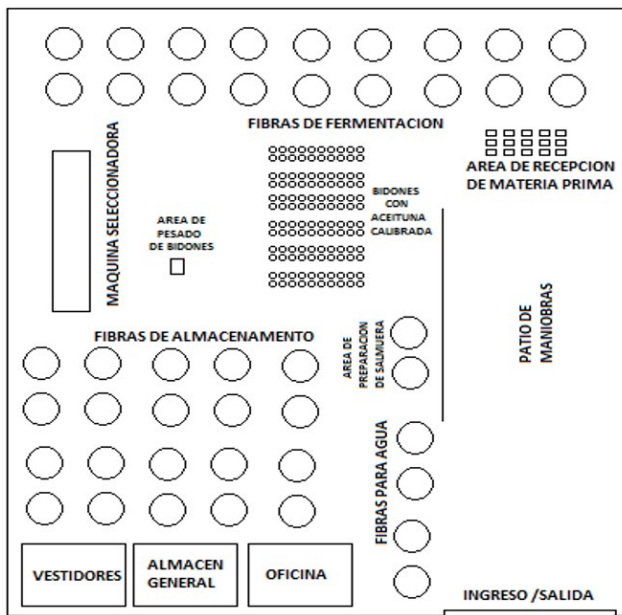 FIBRAS DE FERMENTACION
MAQUINA SELECCIONADORA
AREA DE RECEPCION
DE MATERIA PRIMA
BIDONES
CON
ACEITUNA
CALIBRADA
AREA DE
PESADO
DE BIDONES
PATIO DE
MANIOBRAS
FIBRAS DE ALMACENAMENTO
AREA DE
PREPARACION
DE SALMUERA
FIBRAS PARA AGUA
VESTIDORES
ALMACEN
GENERAL
OFICINA
INGRESO /SALIDA